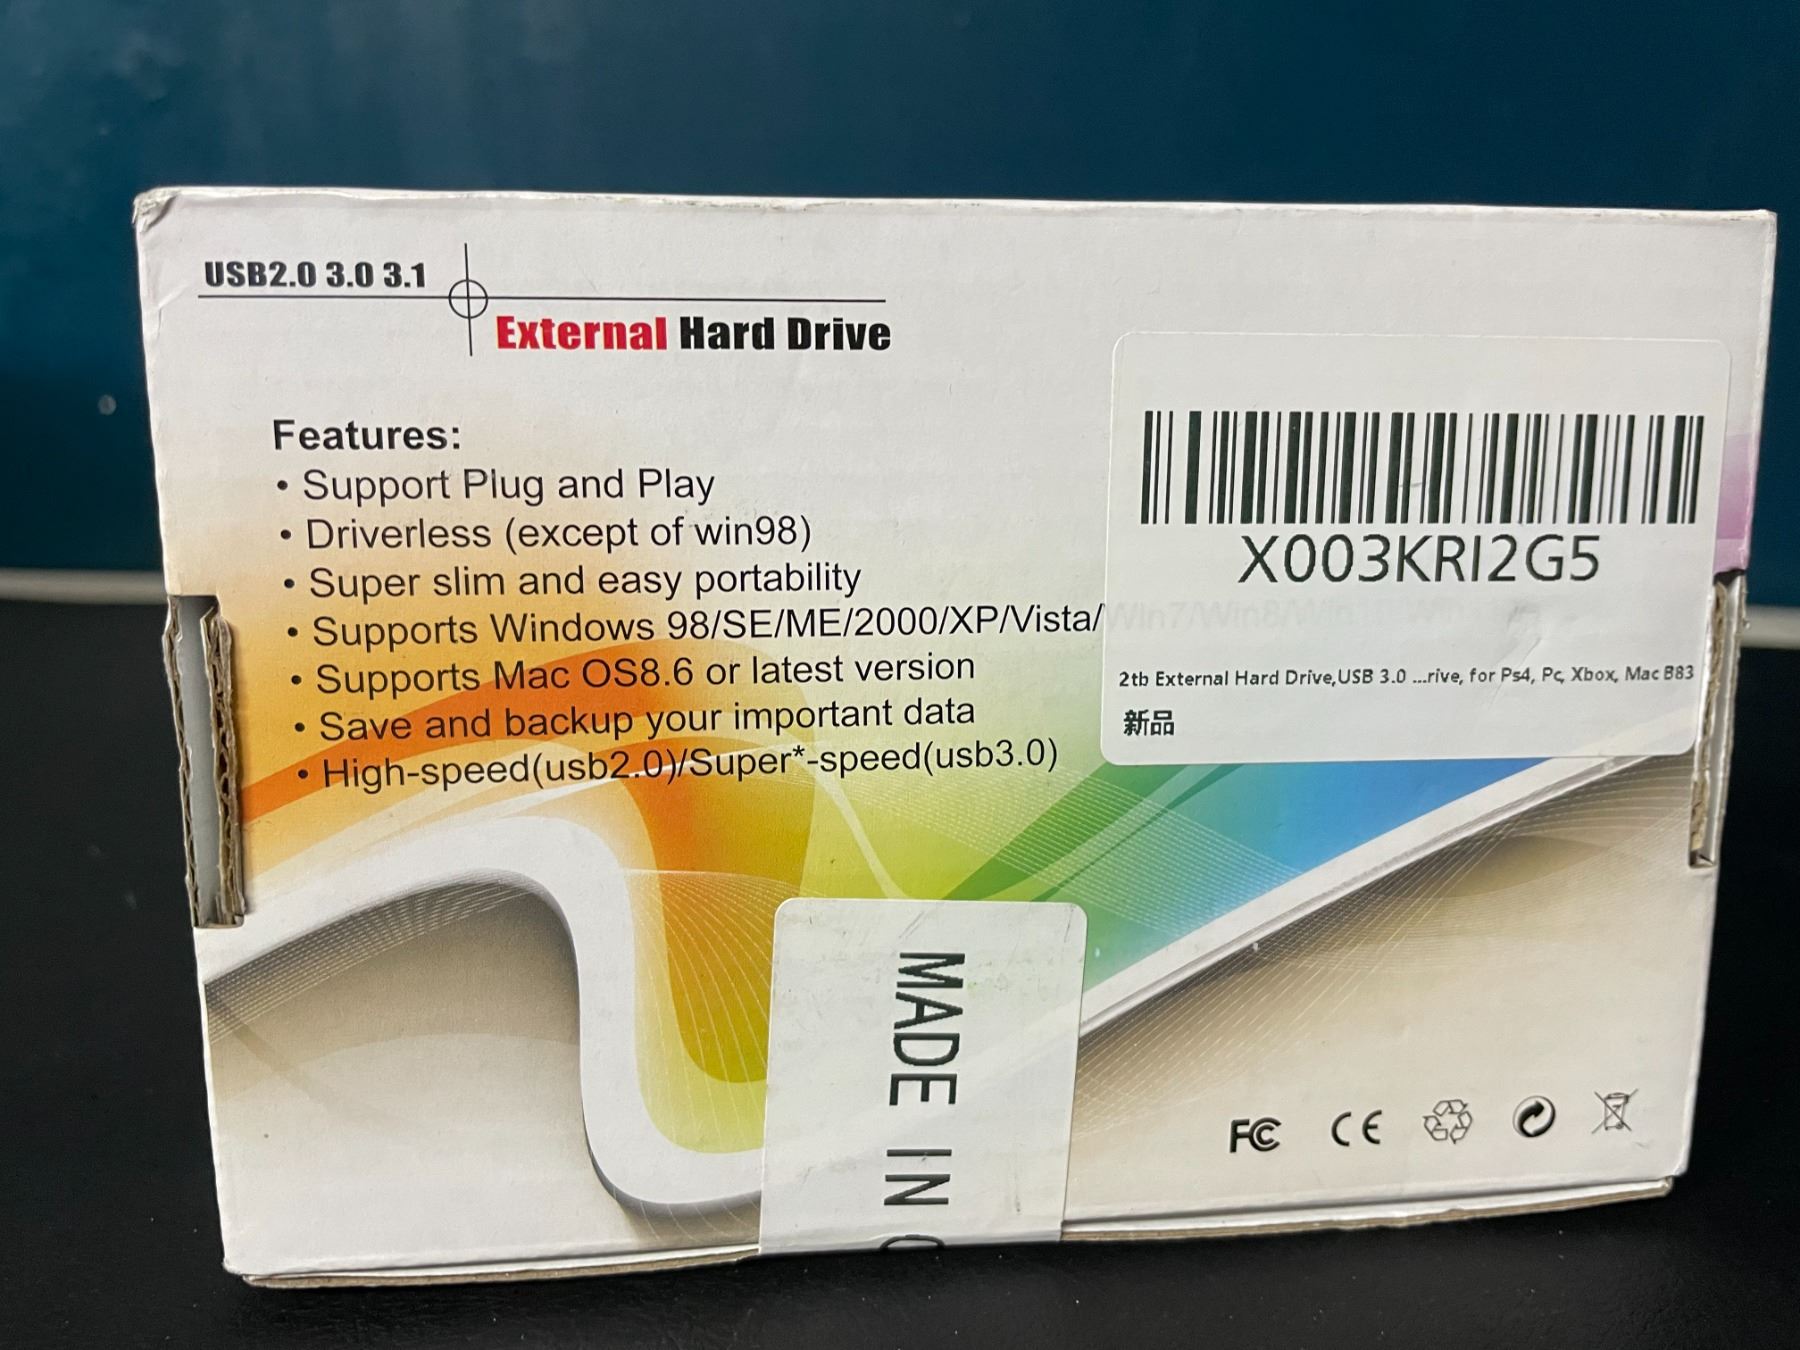 USB2.0 3.0 3.1
External Hard Drive
Features:
• Support Plug and Play
• Driverless (except of win98)
• Super slim and easy portability
• Supports Windows 98/SE/ME/2000/XP/Vista/Win7/Win8/Win
• Supports Mac OS8.6 or latest version
• Save and backup your important data
• High-speed(usb2.0)/Super*-speed(usb3.0)
X003KRI2G5
2tb External Hard Drive,USB 3.0 ...rive, for Ps4, Pc, Xbox, Mac B83
新品
MADE IN
FC CE